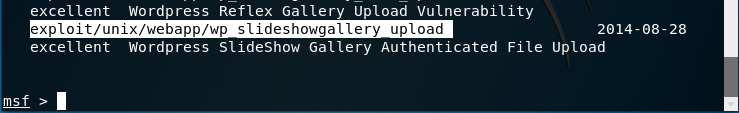 excellent  Wordpress Reflex Gallery Upload Vulnerability
exploit/unix/webapp/wp_slideshowgallery_upload 2014-08-28
excellent  Wordpress SlideShow Gallery Authenticated File Upload
msf >